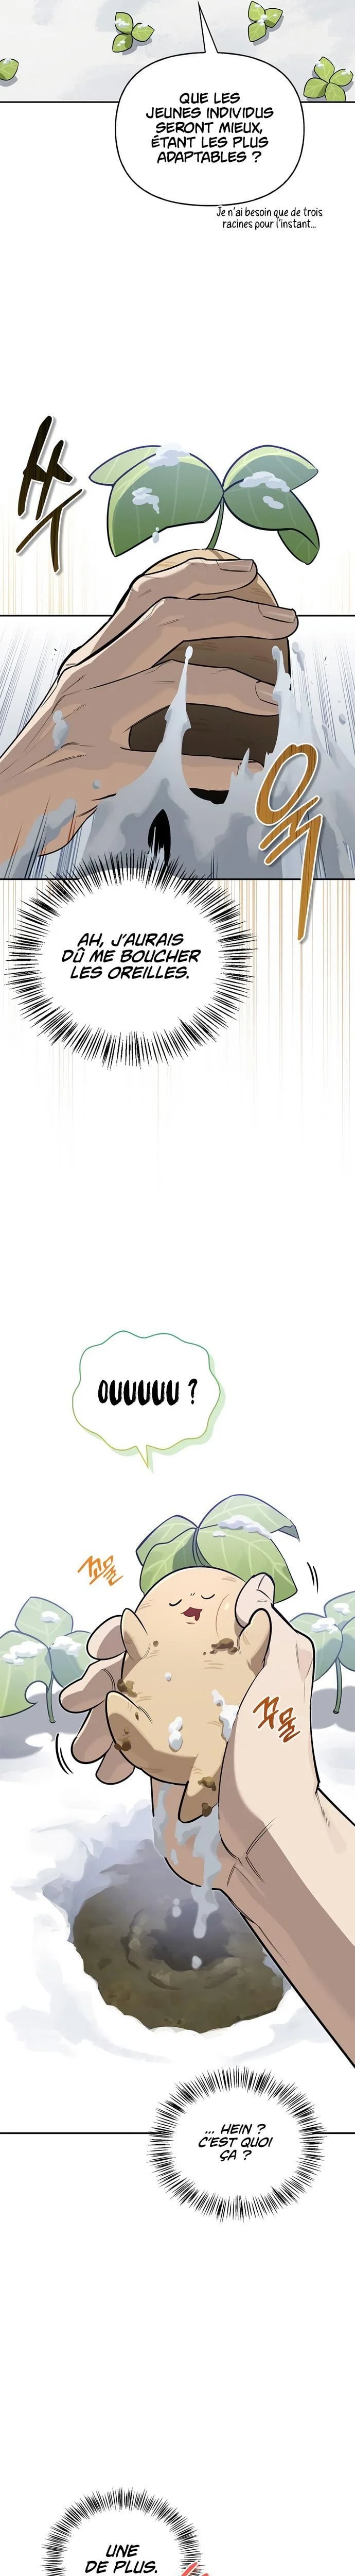 QUE LES
JEUNES INDIVIDUS
SERONT MIEUX,
ÉTANT LES PLUS
ADAPTABLES ?
Je n'ai besoin que de trois
racines pour l'instant...
쑤
욱
AH, J'AURAIS
DÛ ME BOUCHER
LES OREILLES.
OUUUUU ?
꼬물
꼬물
... HEIN ?
C'EST QUOI
ÇA ?
UNE
DE PLUS.